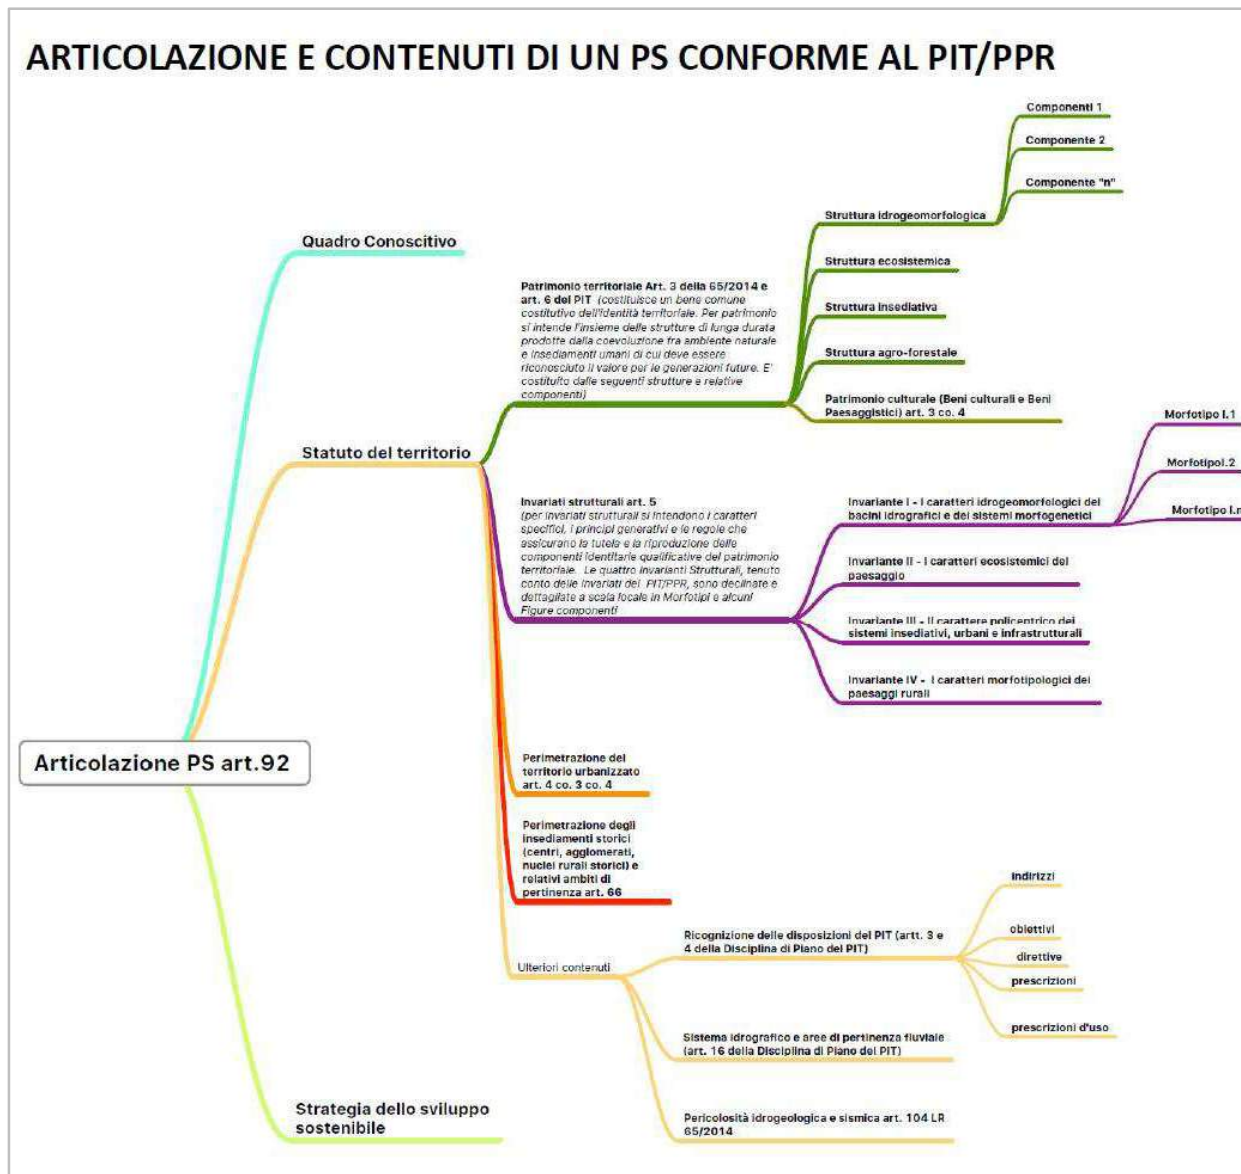 ARTICOLAZIONE E CONTENUTI DI UN PS CONFORME AL PIT/PPR
Articolazione PS art.92
Quadro Conoscitivo
Statuto del territorio
Patrimonio territoriale Art. 3 della 65/2014 e
art. 6 del PIT (costituisce un bene comune
costitutivo dell'identità territoriale. Per patrimonio
si intende l'insieme delle strutture di lunga durata
prodotte dalla coevoluzione fra ambiente naturale
e insediamenti umani di cui deve essere
riconosciuto il valore per le generazioni future. E'
costituito dalle seguenti strutture e relative
componenti)
Struttura idrogeomorfologica
Componenti 1
Componente 2
Componente "n"
Struttura ecosistemica
Struttura insediativa
Struttura agro-forestale
Patrimonio culturale (Beni culturali e Beni
Paesaggistici) art. 3 co. 4
Invariati strutturali art. 5
(per invariati strutturali si intendono i caratteri
specifici, i principi generativi e le regole che
assicurano la tutela e la riproduzione delle
componenti identitarie qualificative del patrimonio
territoriale. Le quattro Invarianti Strutturali, tenuto
conto delle invariati del PIT/PPR, sono declinate e
dettagliate a scala locale in Morfotipi e alcuni
Figure componenti
Invariante I - I caratteri idrogeomorfologici dei
bacini idrografici e dei sistemi morfogenetici
Morfotipo I.1
MorfotipoI.2
Morfotipo I.n
Invariante II - I caratteri ecosistemici del
paesaggio
Invariante III - Il carattere policentrico dei
sistemi insediativi, urbani e infrastrutturali
Invariante IV - I caratteri morfotipologici dei
paesaggi rurali
Perimetrazione del
territorio urbanizzato
art. 4 co. 3 co. 4
Perimetrazione degli
insediamenti storici
(centri, agglomerati,
nuclei rurali storici) e
relativi ambiti di
pertinenza art. 66
Ulteriori contenuti
Ricognizione delle disposizioni del PIT (artt. 3 e
4 della Disciplina di Piano del PIT)
indirizzi
obiettivi
direttive
prescrizioni
prescrizioni d'uso
Sistema idrografico e aree di pertinenza fluviale
(art. 16 della Disciplina di Piano del PIT)
Pericolosità idrogeologica e sismica art. 104 LR
65/2014
Strategia dello sviluppo
sostenibile